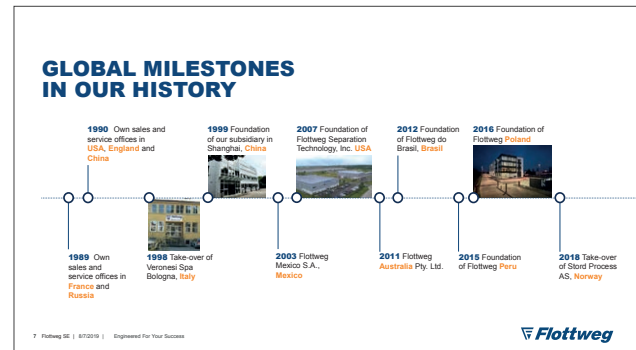 GLOBAL MILESTONES
IN OUR HISTORY
1990 Own sales and
service offices in
USA, England and
China
1999 Foundation
of our subsidiary in
Shanghai, China
2007 Foundation of
Flottweg Separation
Technology, Inc. USA
2012 Foundation
of Flottweg do
Brasil, Brasil
2016 Foundation of
Flottweg Poland
1989 Own
sales and
service offices in
France and
Russia
1998 Take-over of
Veronesi Spa
Bologna, Italy
2003 Flottweg
Mexico S.A.,
Mexico
2011 Flottweg
Australia Pty. Ltd.
2015 Foundation
of Flottweg Peru
2018 Take-over
of Stord Process
AS, Norway
7 Flottweg SE | 8/7/2019 | Engineered For Your Success
Flottweg